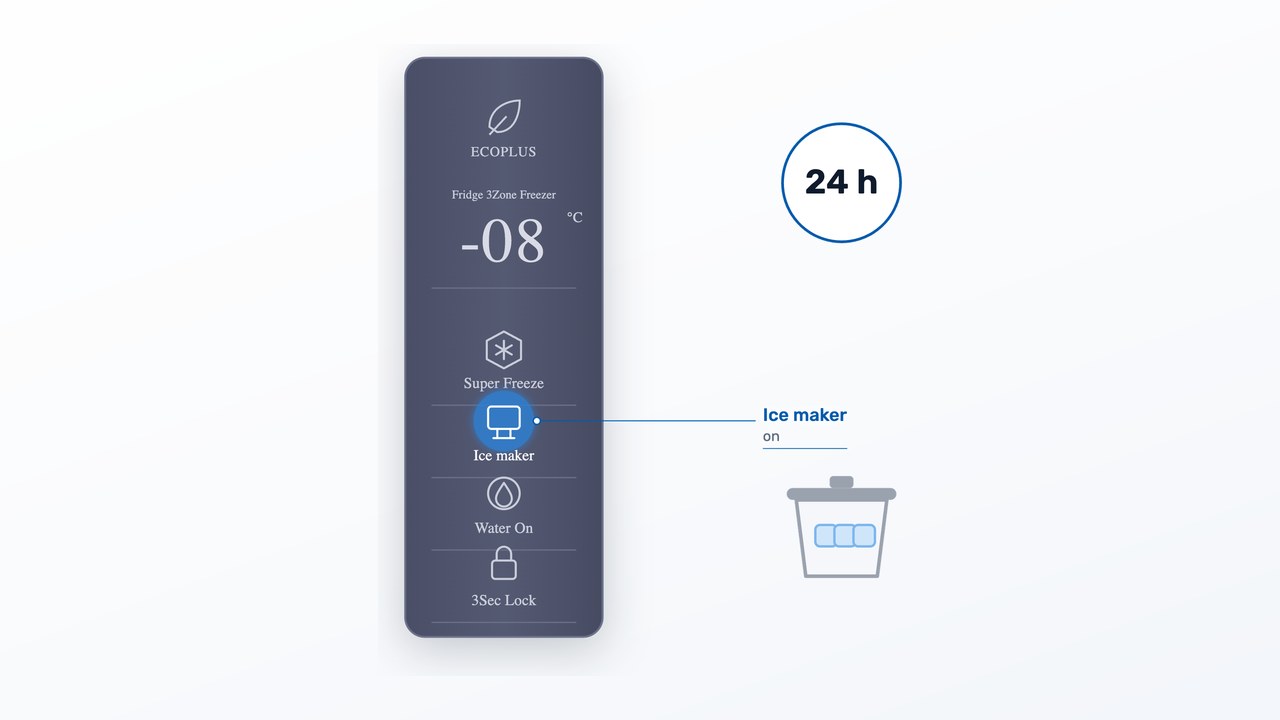 ECOPLUS
Fridge 3Zone Freezer
-08 °C
Super Freeze
Ice maker
Water On
3Sec Lock
24 h
Ice maker
on